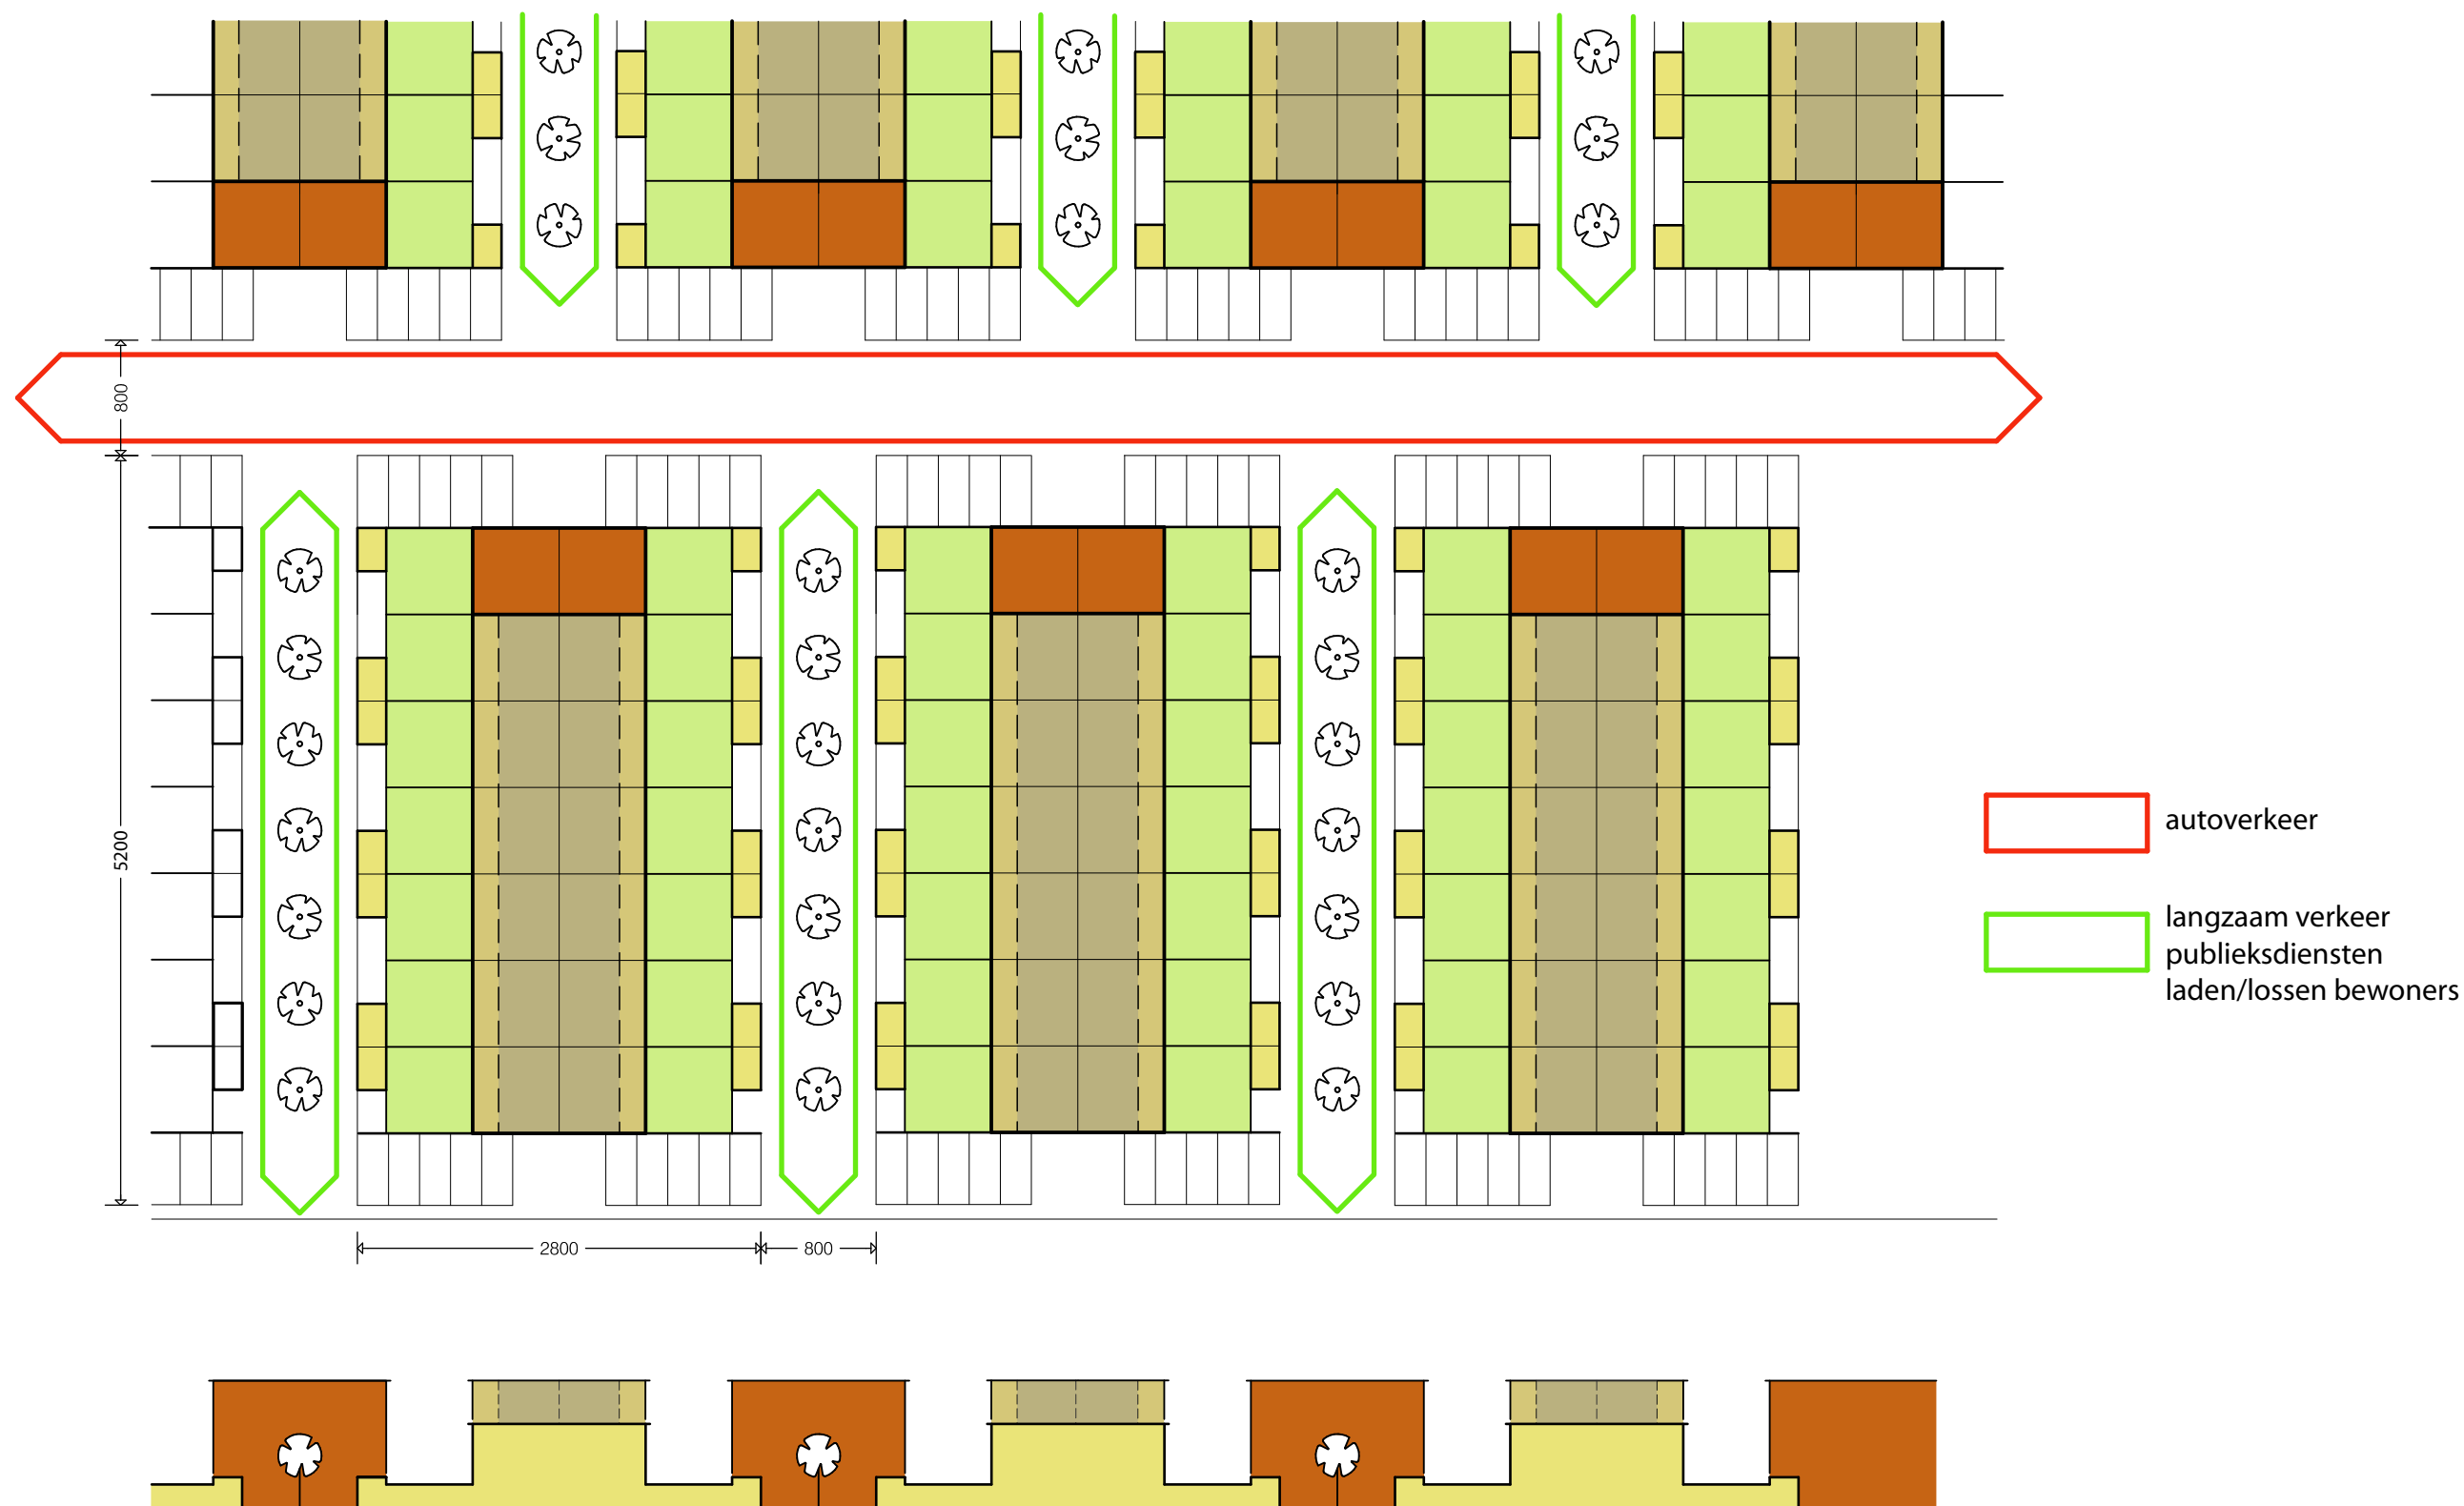 800
5200
autoverkeer
langzaam verkeer
publieksdiensten
laden/lossen bewoners
2800
800